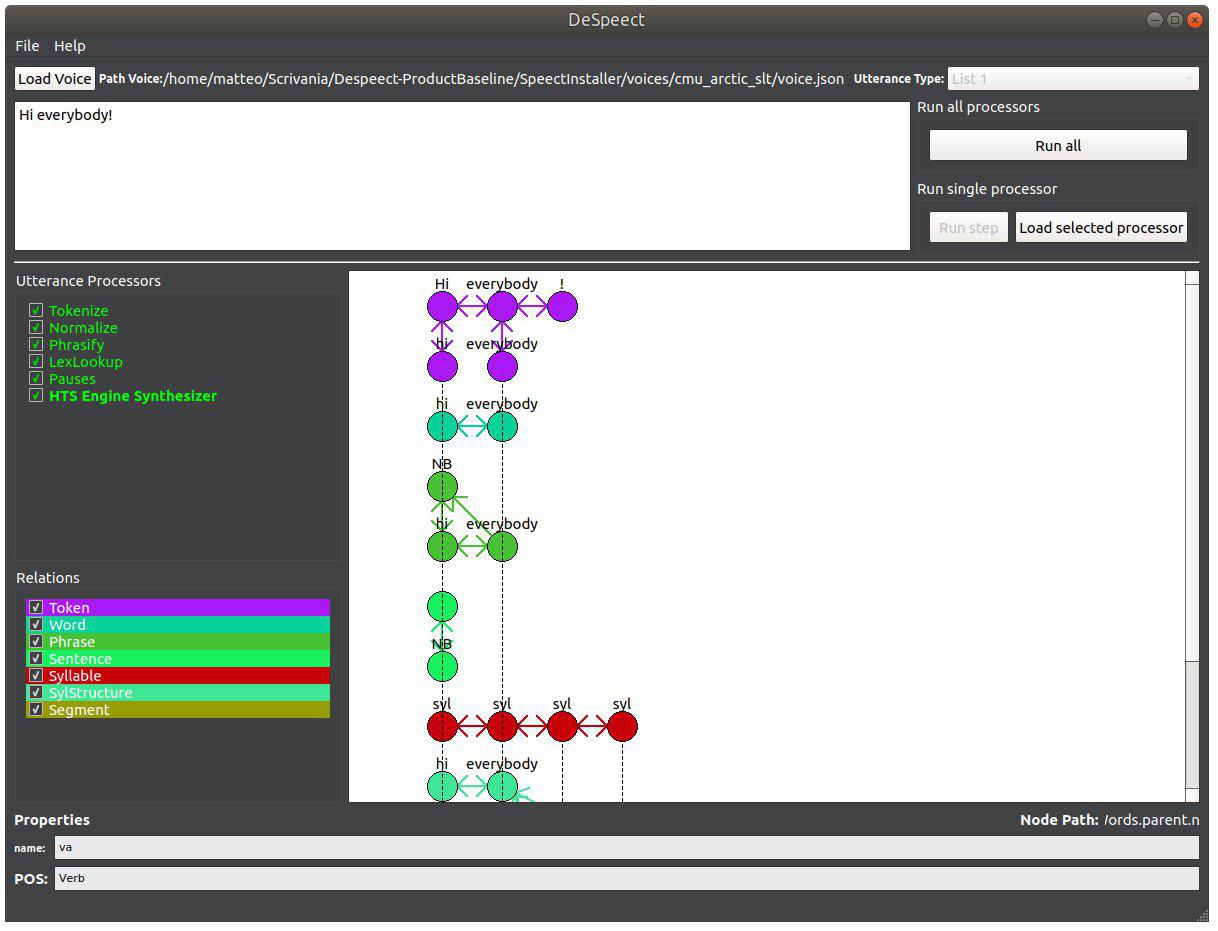 DeSpeect
File Help
Load Voice Path Voice:/home/matteo/Scrivania/Despeect-ProductBaseline/SpeectInstaller/voices/cmu_arctic_slt/voice.json Utterance Type: List 1
Hi everybody!
Run all processors
Run all
Run single processor
Run step Load selected processor
Utterance Processors
Tokenize
Normalize
Phrasify
LexLookup
Pauses
HTS Engine Synthesizer
Relations
Token
Word
Phrase
Sentence
Syllable
SylStructure
Segment
Hi everybody !
hi everybody
hi everybody
NB
hi everybody
NB
syl syl syl syl
hi everybody
Properties Node Path: /ords.parent.n
name: va
POS: Verb